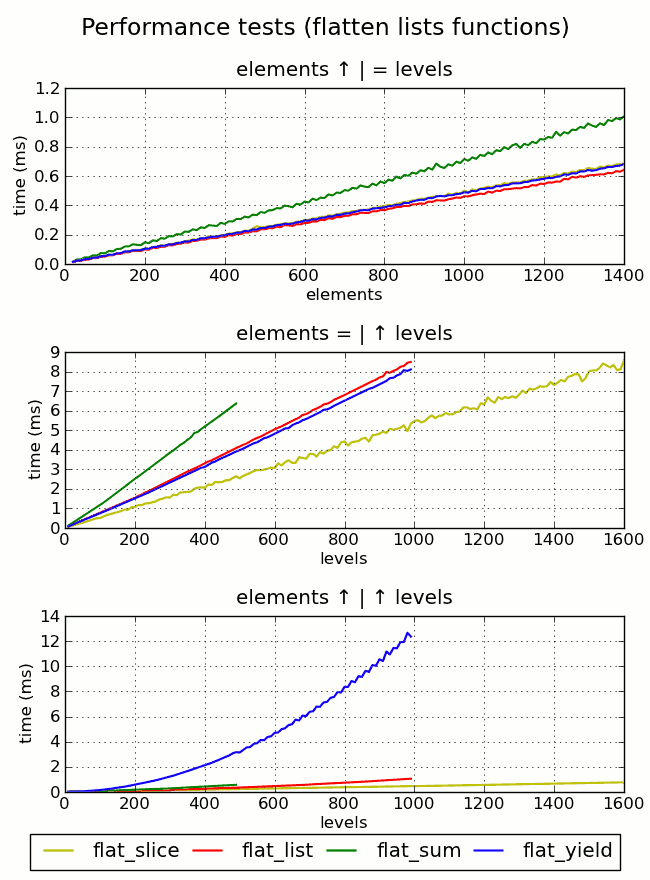 Performance tests (flatten lists functions)
elements ↑ | = levels
1.2
1.0
0.8
0.6
0.4
0.2
0.0
time (ms)
0 200 400 600 800 1000 1200 1400
elements
elements = | ↑ levels
9
8
7
6
5
4
3
2
1
0
time (ms)
0 200 400 600 800 1000 1200 1400 1600
levels
elements ↑ | ↑ levels
14
12
10
8
6
4
2
0
time (ms)
0 200 400 600 800 1000 1200 1400 1600
levels
flat_slice flat_list flat_sum flat_yield